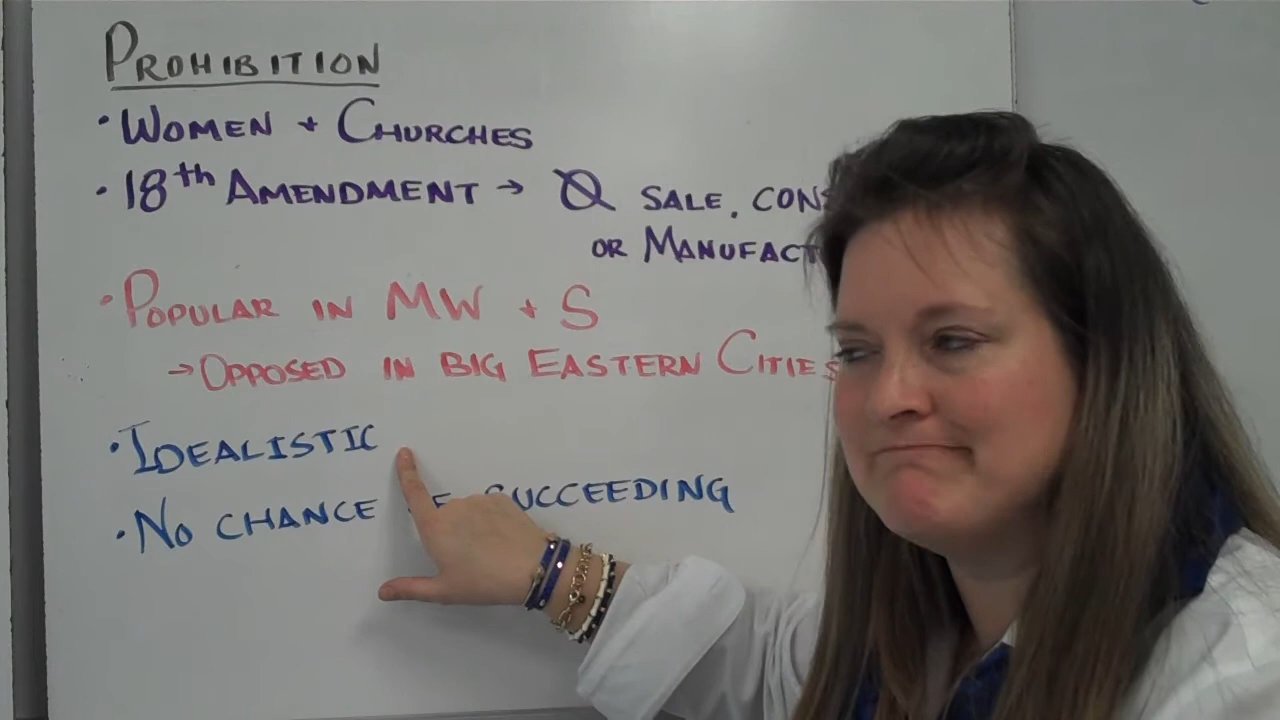 PROHIBITION
• WOMEN + CHURCHES
• 18th AMENDMENT → Ø SALE, CONS
OR MANUFACT
• POPULAR IN MW + S
→ OPPOSED IN BIG EASTERN CITIES
• IDEALISTIC
• NO CHANCE SUCCEEDING